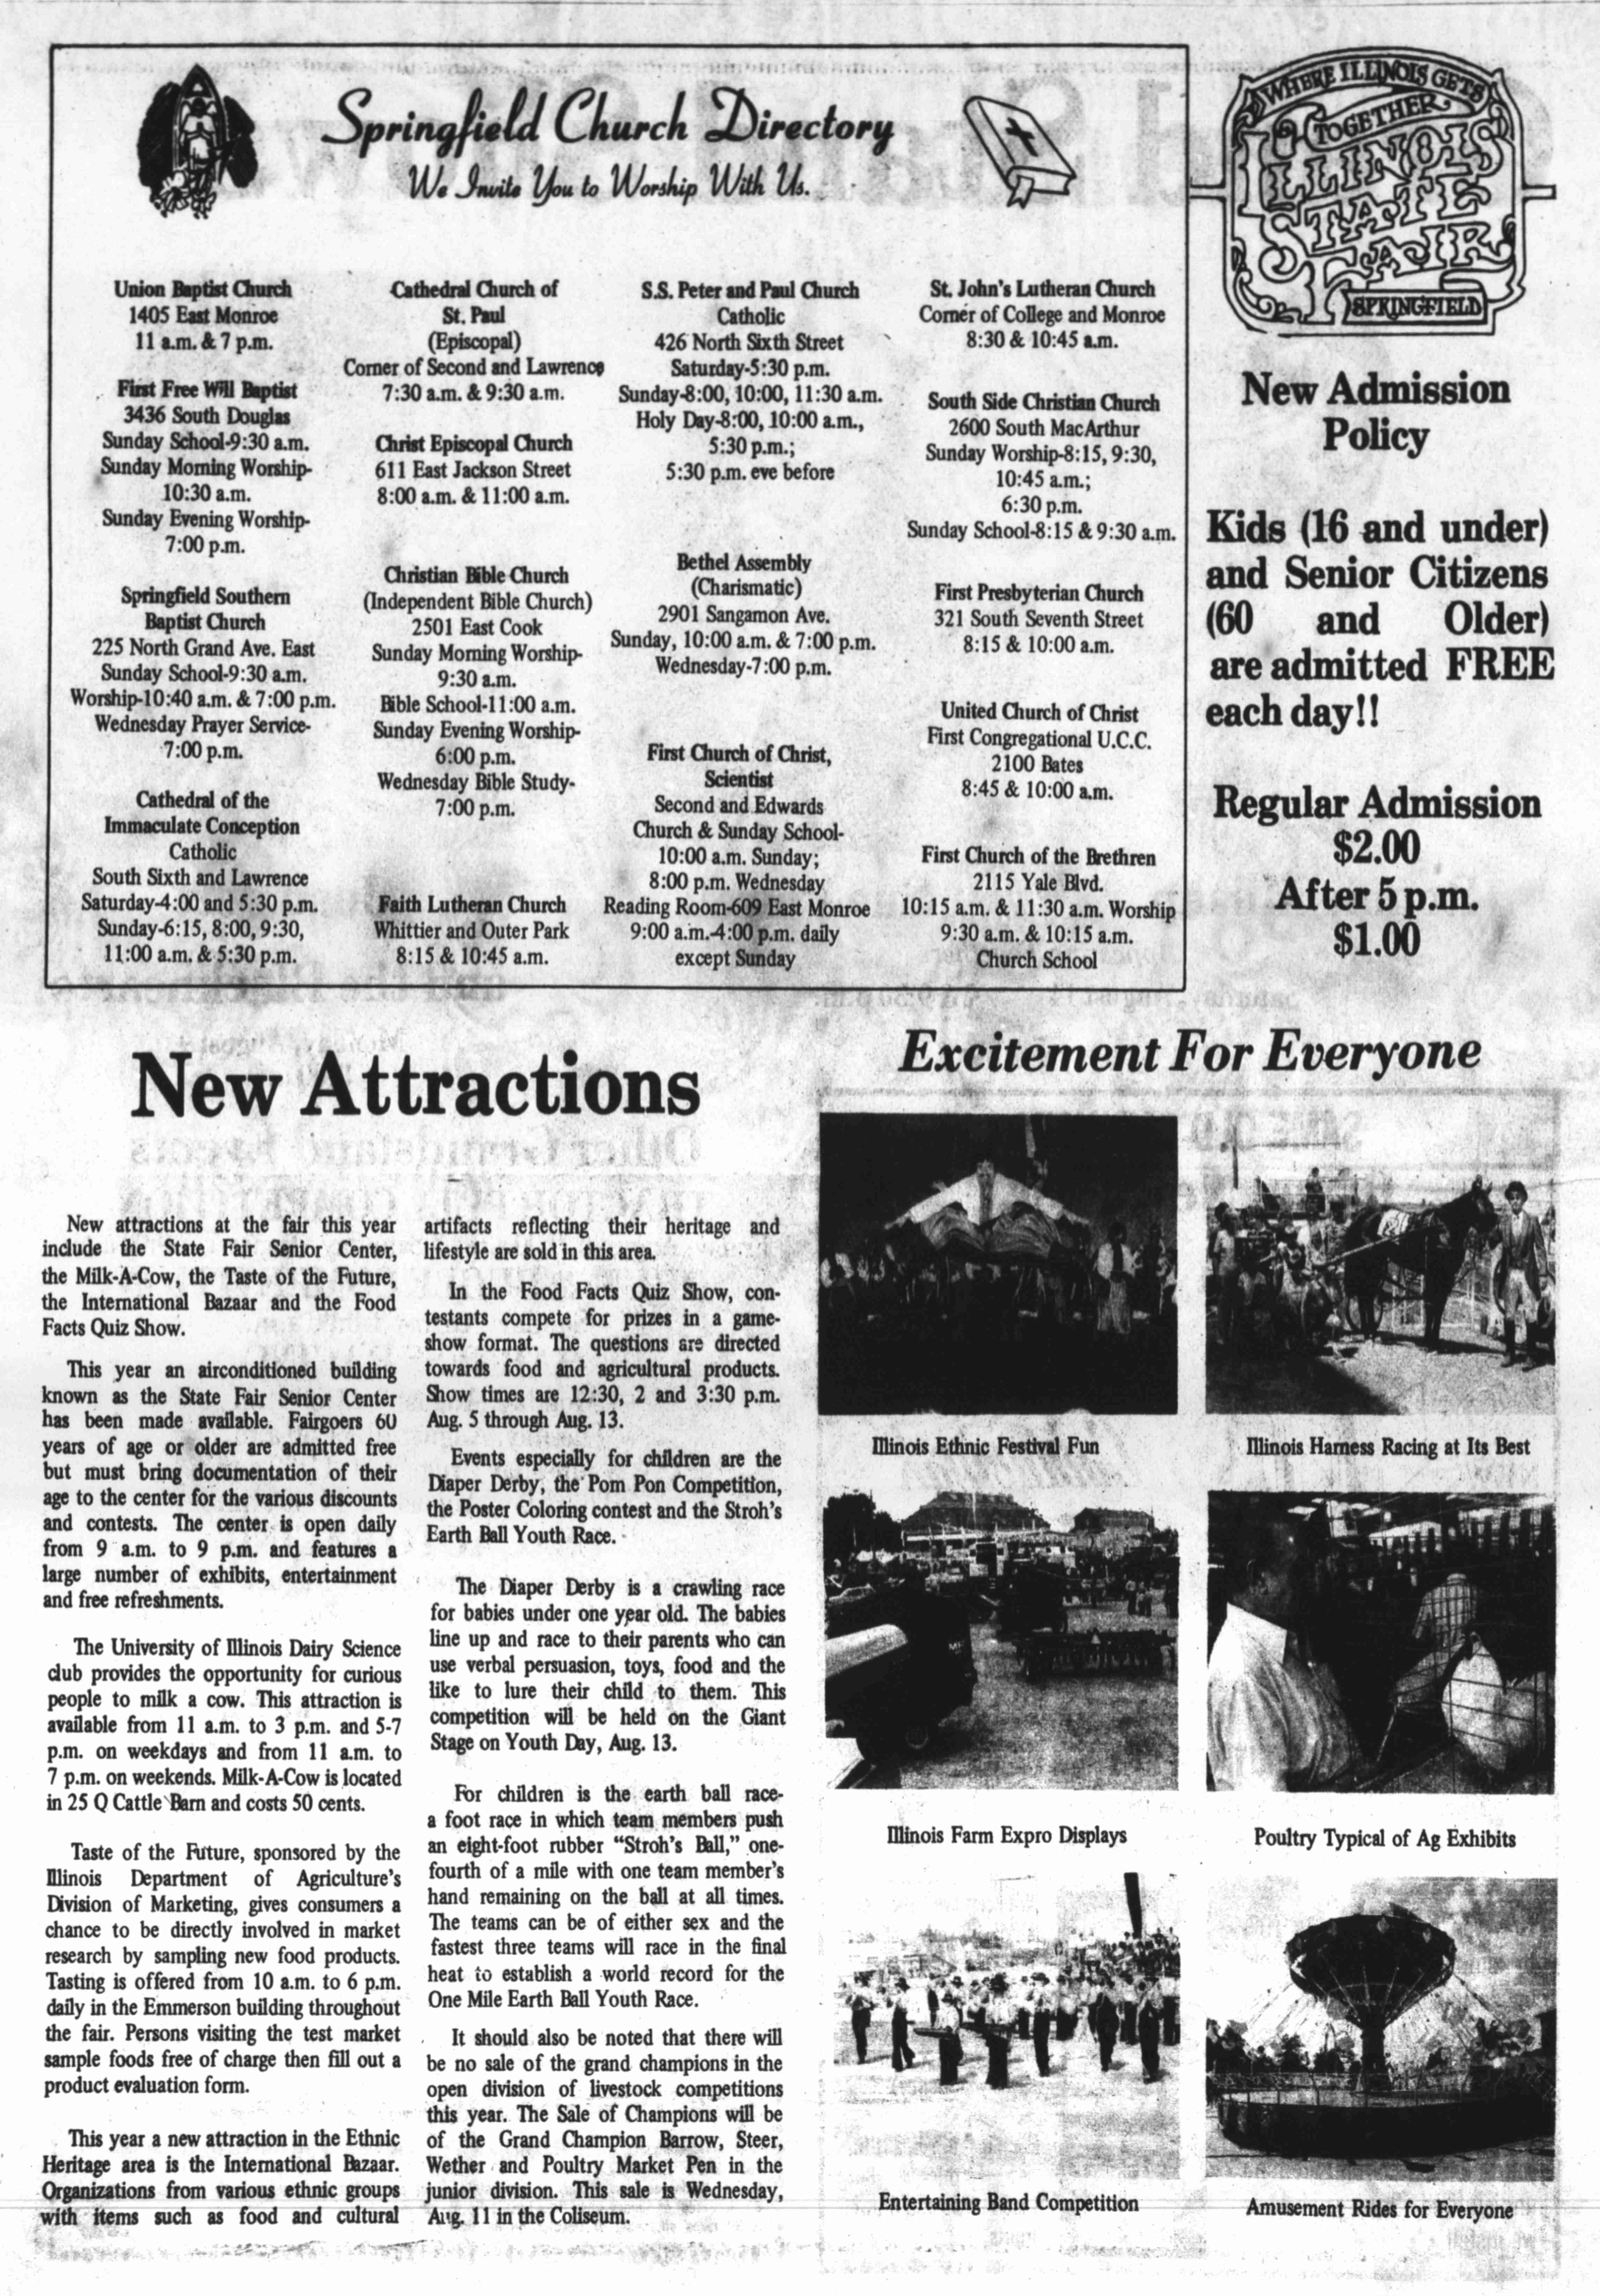 Springfield Church Directory
We Invite You to Worship With Us.
Union Baptist Church
1405 East Monroe
11 a.m. & 7 p.m.
First Free Will Baptist
3436 South Douglas
Sunday School-9:30 a.m.
Sunday Morning Worship-
10:30 a.m.
Sunday Evening Worship-
7:00 p.m.
Springfield Southern
Baptist Church
225 North Grand Ave. East
Sunday School-9:30 a.m.
Worship-10:40 a.m. & 7:00 p.m.
Wednesday Prayer Service-
7:00 p.m.
Cathedral of the
Immaculate Conception
Catholic
South Sixth and Lawrence
Saturday-4:00 and 5:30 p.m.
Sunday-6:15, 8:00, 9:30,
11:00 a.m. & 5:30 p.m.
Cathedral Church of
St. Paul
(Episcopal)
Corner of Second and Lawrence
7:30 a.m. & 9:30 a.m.
Christ Episcopal Church
611 East Jackson Street
8:00 a.m. & 11:00 a.m.
Christian Bible Church
(Independent Bible Church)
2501 East Cook
Sunday Morning Worship-
9:30 a.m.
Bible School-11:00 a.m.
Sunday Evening Worship-
6:00 p.m.
Wednesday Bible Study-
7:00 p.m.
Faith Lutheran Church
Whittier and Outer Park
8:15 & 10:45 a.m.
S.S. Peter and Paul Church
Catholic
426 North Sixth Street
Saturday-5:30 p.m.
Sunday-8:00, 10:00, 11:30 a.m.
Holy Day-8:00, 10:00 a.m.,
5:30 p.m.;
5:30 p.m. eve before
Bethel Assembly
(Charismatic)
2901 Sangamon Ave.
Sunday, 10:00 a.m. & 7:00 p.m.
Wednesday-7:00 p.m.
First Church of Christ,
Scientist
Second and Edwards
Church & Sunday School-
10:00 a.m. Sunday;
8:00 p.m. Wednesday
Reading Room-609 East Monroe
9:00 a.m.-4:00 p.m. daily
except Sunday
St. John's Lutheran Church
Corner of College and Monroe
8:30 & 10:45 a.m.
South Side Christian Church
2600 South MacArthur
Sunday Worship-8:15, 9:30,
10:45 a.m.;
6:30 p.m.
Sunday School-8:15 & 9:30 a.m.
First Presbyterian Church
321 South Seventh Street
8:15 & 10:00 a.m.
United Church of Christ
First Congregational U.C.C.
2100 Bates
8:45 & 10:00 a.m.
First Church of the Brethren
2115 Yale Blvd.
10:15 a.m. & 11:30 a.m. Worship
9:30 a.m. & 10:15 a.m.
Church School
WHERE ILLINOIS GETS
TOGETHER
ILLINOIS
STATE
FAIR
SPRINGFIELD
New Admission
Policy
Kids (16 and under)
and Senior Citizens
(60 and Older)
are admitted FREE
each day!!
Regular Admission
$2.00
After 5 p.m.
$1.00
New Attractions
New attractions at the fair this year
include the State Fair Senior Center,
the Milk-A-Cow, the Taste of the Future,
the International Bazaar and the Food
Facts Quiz Show.
This year an airconditioned building
known as the State Fair Senior Center
has been made available. Fairgoers 60
years of age or older are admitted free
but must bring documentation of their
age to the center for the various discounts
and contests. The center is open daily
from 9 a.m. to 9 p.m. and features a
large number of exhibits, entertainment
and free refreshments.
The University of Illinois Dairy Science
club provides the opportunity for curious
people to milk a cow. This attraction is
available from 11 a.m. to 3 p.m. and 5-7
p.m. on weekdays and from 11 a.m. to
7 p.m. on weekends. Milk-A-Cow is located
in 25 Q Cattle Barn and costs 50 cents.
Taste of the Future, sponsored by the
Illinois Department of Agriculture's
Division of Marketing, gives consumers a
chance to be directly involved in market
research by sampling new food products.
Tasting is offered from 10 a.m. to 6 p.m.
daily in the Emmerson building throughout
the fair. Persons visiting the test market
sample foods free of charge then fill out a
product evaluation form.
This year a new attraction in the Ethnic
Heritage area is the International Bazaar.
Organizations from various ethnic groups
with items such as food and cultural
artifacts reflecting their heritage and
lifestyle are sold in this area.
In the Food Facts Quiz Show, con-
testants compete for prizes in a game-
show format. The questions are directed
towards food and agricultural products.
Show times are 12:30, 2 and 3:30 p.m.
Aug. 5 through Aug. 13.
Events especially for children are the
Diaper Derby, the Pom Pon Competition,
the Poster Coloring contest and the Stroh's
Earth Ball Youth Race.
The Diaper Derby is a crawling race
for babies under one year old. The babies
line up and race to their parents who can
use verbal persuasion, toys, food and the
like to lure their child to them. This
competition will be held on the Giant
Stage on Youth Day, Aug. 13.
For children is the earth ball race-
a foot race in which team members push
an eight-foot rubber "Stroh's Ball," one-
fourth of a mile with one team member's
hand remaining on the ball at all times.
The teams can be of either sex and the
fastest three teams will race in the final
heat to establish a world record for the
One Mile Earth Ball Youth Race.
It should also be noted that there will
be no sale of the grand champions in the
open division of livestock competitions
this year. The Sale of Champions will be
of the Grand Champion Barrow, Steer,
Wether and Poultry Market Pen in the
junior division. This sale is Wednesday,
Aug. 11 in the Coliseum.
Excitement For Everyone
Illinois Ethnic Festival Fun
Illinois Harness Racing at Its Best
Illinois Farm Expro Displays
Poultry Typical of Ag Exhibits
Entertaining Band Competition
Amusement Rides for Everyone